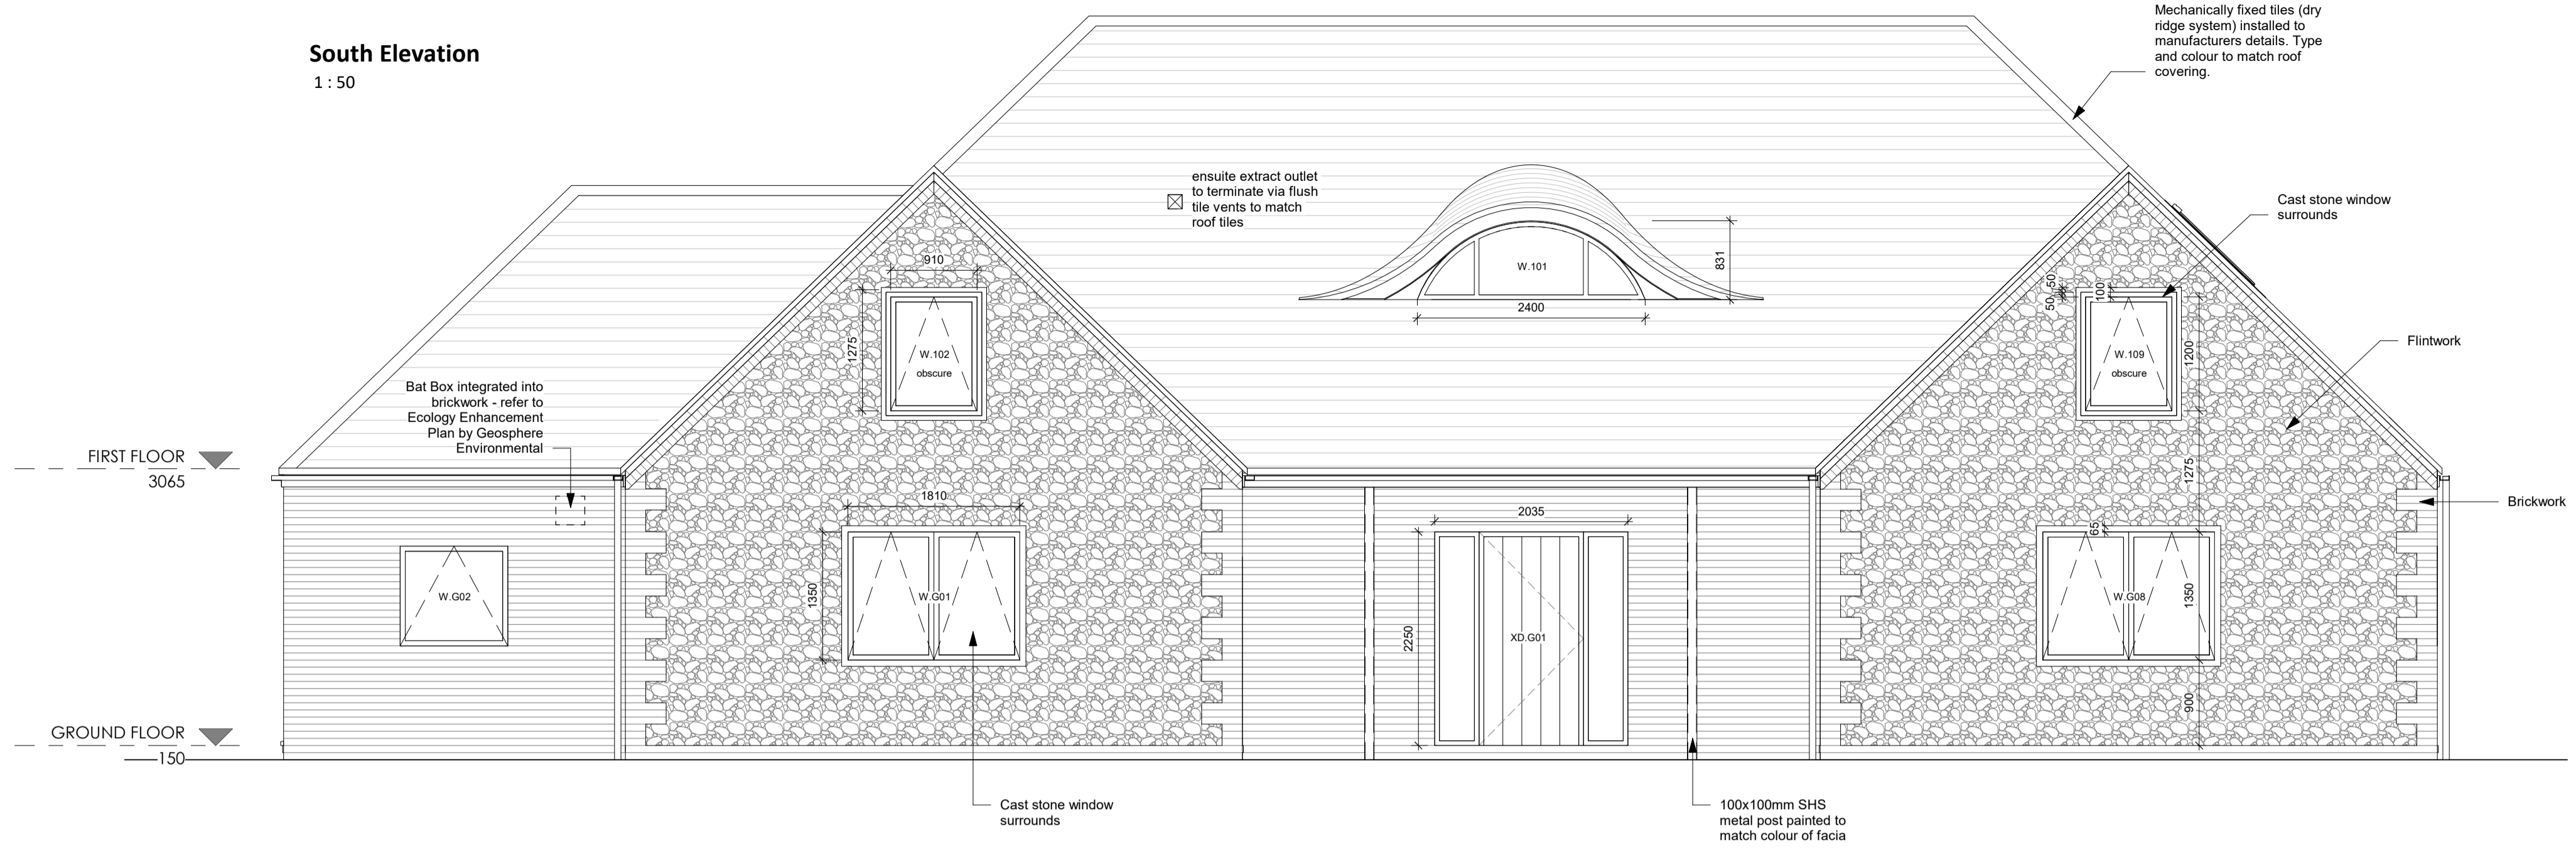 South Elevation
1 : 50
Mechanically fixed tiles (dry
ridge system) installed to
manufacturers details. Type
and colour to match roof
covering.
ensuite extract outlet
to terminate via flush
tile vents to match
roof tiles
Cast stone window
surrounds
910
1275
W.102
obscure
W.101
831
2400
50
50
100
W.109
obscure
1200
Flintwork
Bat Box integrated into
brickwork - refer to
Ecology Enhancement
Plan by Geosphere
Environmental
FIRST FLOOR
3065
1275
Brickwork
1810
2035
65
W.G02
1350
W.G01
2250
XD.G01
W.G08
1350
900
GROUND FLOOR
150
Cast stone window
surrounds
100x100mm SHS
metal post painted to
match colour of facia